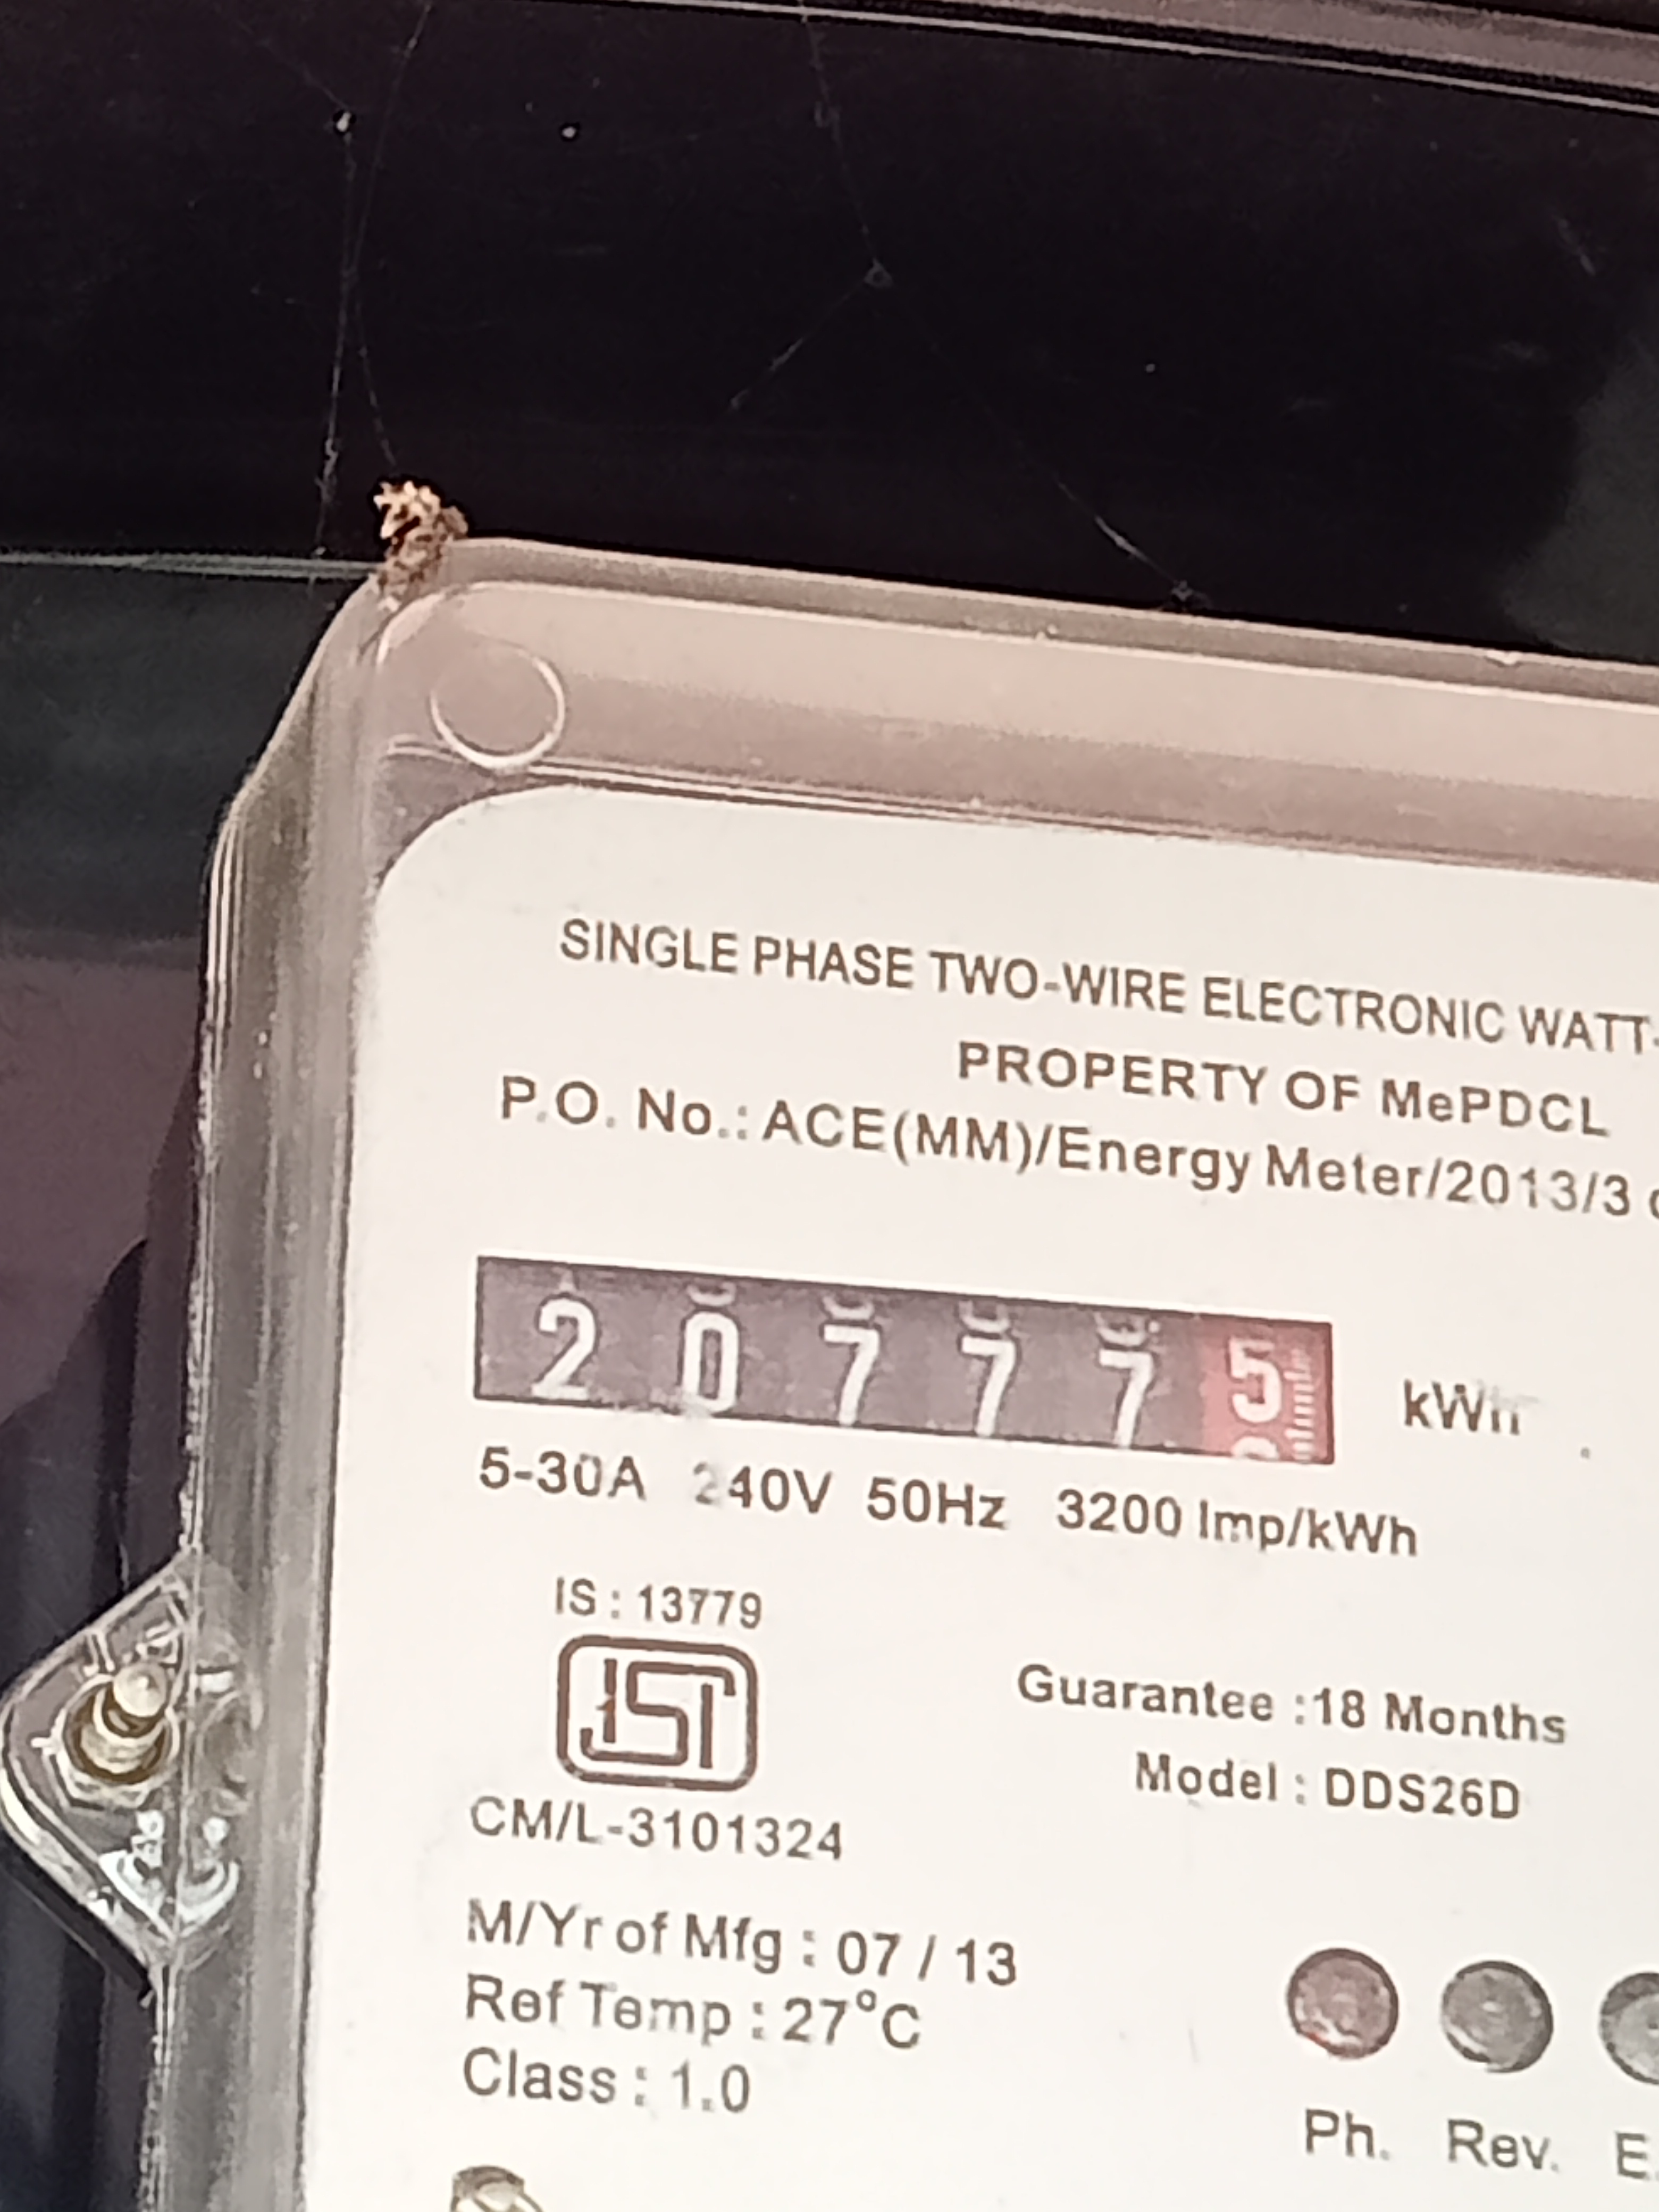 SINGLE PHASE TWO-WIRE ELECTRONIC WATT-
PROPERTY OF MePDCL
P.O. No.: ACE(MM)/Energy Meter/2013/3
2 0 7 7 7 5 kWh
5-30A 240V 50Hz 3200 Imp/kWh
IS : 13779
ISI
CM/L-3101324
Guarantee :18 Months
Model : DDS26D
M/Yr of Mfg : 07 / 13
Ref Temp : 27°C
Class : 1.0
Ph. Rev. E.